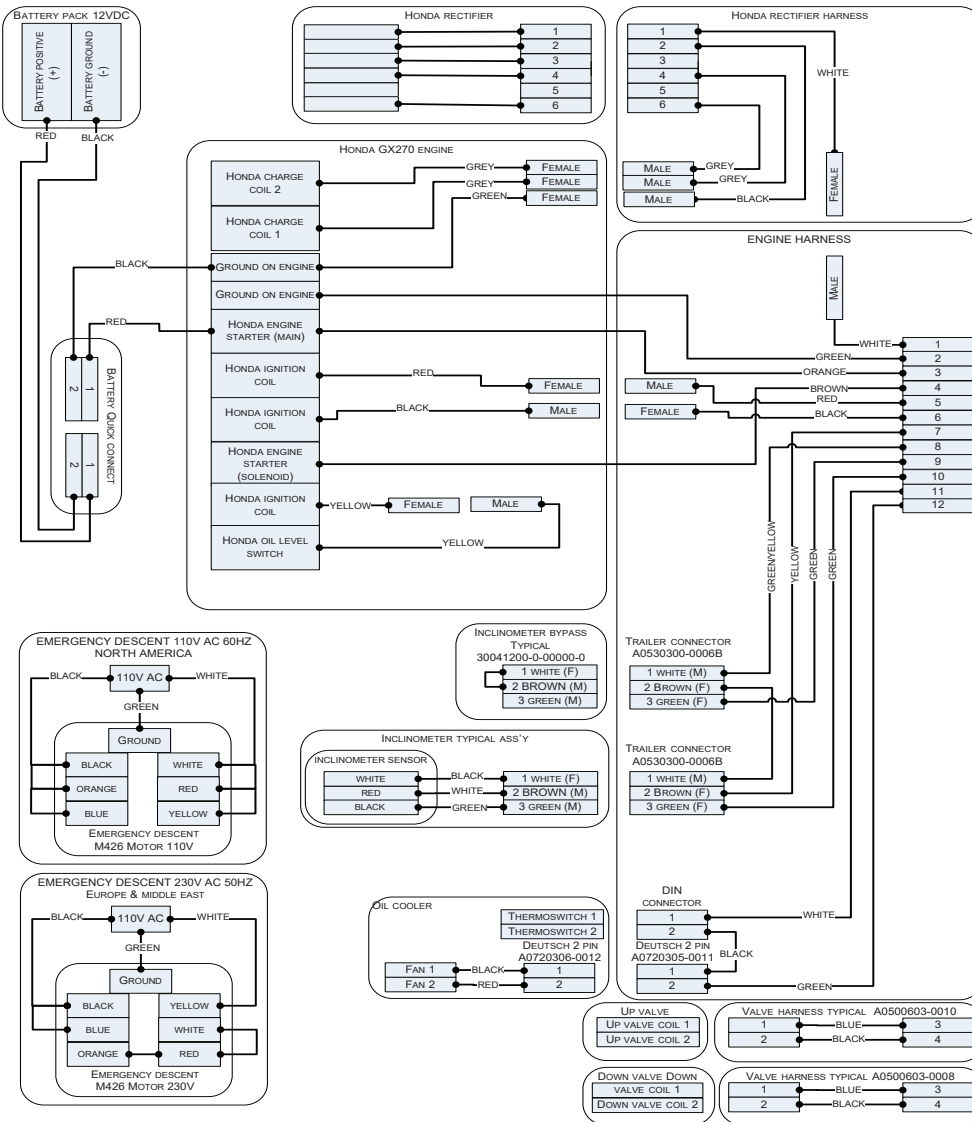 BATTERY PACK 12VDC
BATTERY POSITIVE
(+)
BATTERY GROUND
(-)
RED
BLACK
HONDA RECTIFIER
1
2
3
4
5
6
HONDA RECTIFIER HARNESS
1
2
3
4
5
6
WHITE
MALE
GREY
MALE
GREY
MALE
BLACK
FEMALE
HONDA GX270 ENGINE
HONDA CHARGE
COIL 2
GREY
FEMALE
GREY
FEMALE
GREEN
FEMALE
HONDA CHARGE
COIL 1
BLACK
GROUND ON ENGINE
GROUND ON ENGINE
RED
HONDA ENGINE
STARTER (MAIN)
HONDA IGNITION
COIL
RED
FEMALE
HONDA IGNITION
COIL
BLACK
MALE
HONDA ENGINE
STARTER
(SOLENOID)
HONDA IGNITION
COIL
YELLOW
FEMALE
MALE
HONDA OIL LEVEL
SWITCH
YELLOW
BATTERY QUICK CONNECT
1
2
1
2
ENGINE HARNESS
MALE
WHITE
1
GREEN
2
ORANGE
3
BROWN
4
MALE
RED
5
FEMALE
BLACK
6
7
8
9
10
11
12
GREEN/YELLOW
YELLOW
GREEN
GREEN
TRAILER CONNECTOR
A0530300-0006B
1 WHITE (M)
2 BROWN (F)
3 GREEN (F)
TRAILER CONNECTOR
A0530300-0006B
1 WHITE (M)
2 BROWN (F)
3 GREEN (F)
DIN
CONNECTOR
1
WHITE
2
BLACK
DEUTSCH 2 PIN
A0720305-0011
1
2
GREEN
INCLINOMETER BYPASS
TYPICAL
30041200-0-00000-0
1 WHITE (F)
2 BROWN (M)
3 GREEN (M)
INCLINOMETER TYPICAL ASS'Y
INCLINOMETER SENSOR
WHITE
BLACK
1 WHITE (F)
RED
WHITE
2 BROWN (M)
BLACK
GREEN
3 GREEN (M)
EMERGENCY DESCENT 110V AC 60HZ
NORTH AMERICA
BLACK
110V AC
WHITE
GREEN
GROUND
BLACK
WHITE
ORANGE
RED
BLUE
YELLOW
EMERGENCY DESCENT
M426 MOTOR 110V
EMERGENCY DESCENT 230V AC 50HZ
EUROPE & MIDDLE EAST
BLACK
110V AC
WHITE
GREEN
GROUND
BLACK
YELLOW
BLUE
WHITE
ORANGE
RED
EMERGENCY DESCENT
M426 MOTOR 230V
OIL COOLER
THERMOSWITCH 1
THERMOSWITCH 2
DEUTSCH 2 PIN
A0720306-0012
FAN 1
BLACK
1
FAN 2
RED
2
UP VALVE
UP VALVE COIL 1
UP VALVE COIL 2
VALVE HARNESS TYPICAL A0500603-0010
1
BLUE
3
2
BLACK
4
DOWN VALVE DOWN
VALVE COIL 1
DOWN VALVE COIL 2
VALVE HARNESS TYPICAL A0500603-0008
1
BLUE
3
2
BLACK
4